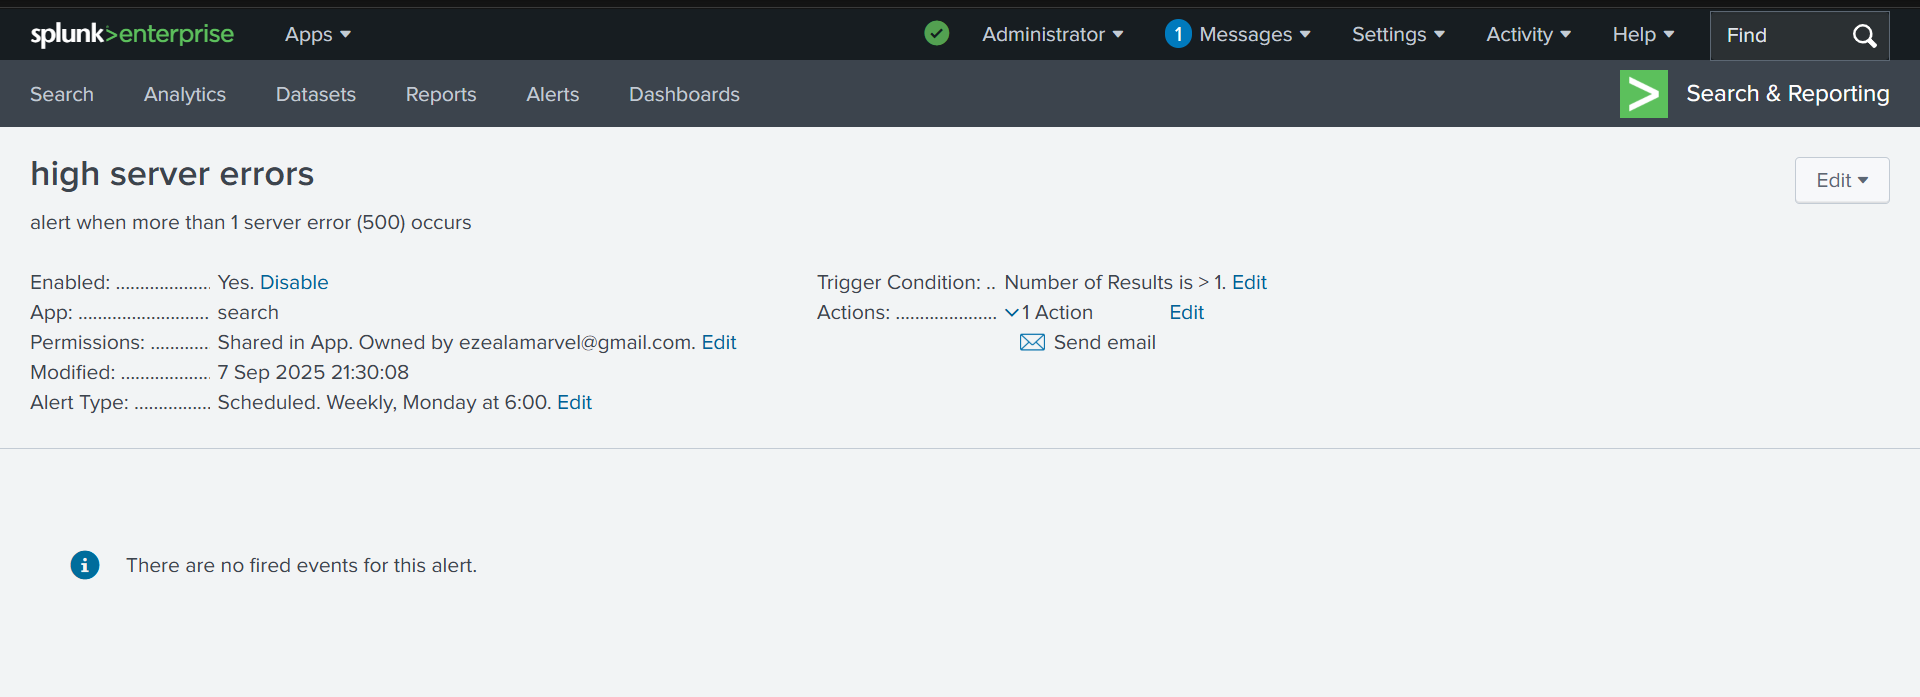 splunk>enterprise Apps Administrator 1 Messages Settings Activity Help Find
Search Analytics Datasets Reports Alerts Dashboards Search & Reporting
high server errors
Edit
alert when more than 1 server error (500) occurs
Enabled: ................... Yes. Disable
App: ........................... search
Permissions: ............ Shared in App. Owned by ezealamarvel@gmail.com. Edit
Modified: .................. 7 Sep 2025 21:30:08
Alert Type: ................ Scheduled. Weekly, Monday at 6:00. Edit
Trigger Condition: .. Number of Results is > 1. Edit
Actions: ..................... 1 Action Edit
Send email
There are no fired events for this alert.